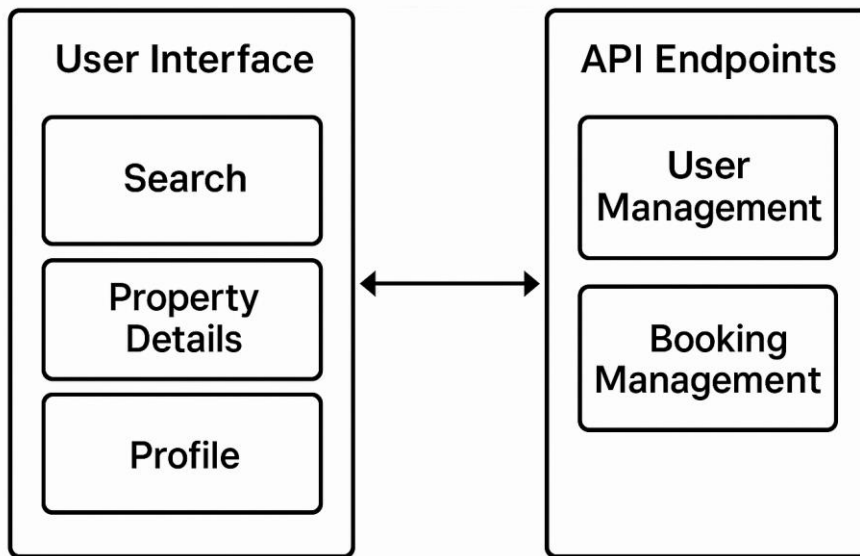 User Interface
Search
Property
Details
Profile
API Endpoints
User
Management
Booking
Management